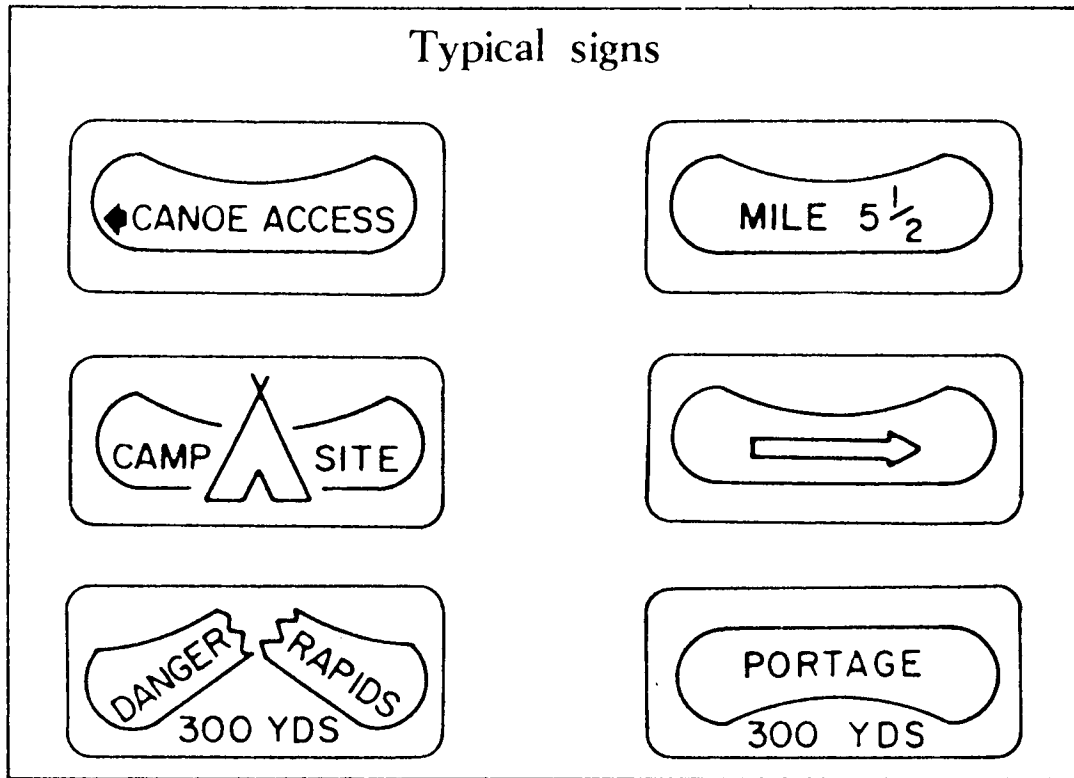 Typical signs
CANOE ACCESS
MILE 5 1/2
CAMP SITE
DANGER RAPIDS
300 YDS
PORTAGE
300 YDS